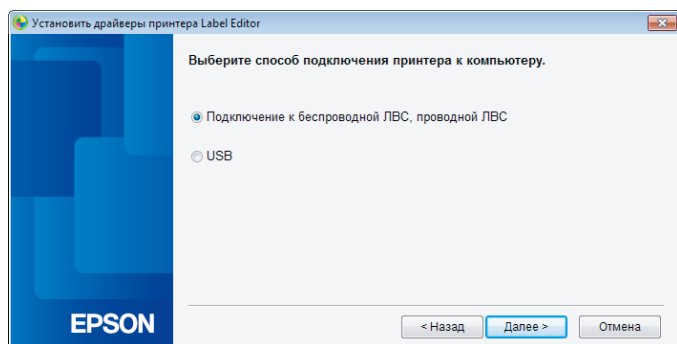 Установить драйверы принтера Label Editor
Выберите способ подключения принтера к компьютеру.
Подключение к беспроводной ЛВС, проводной ЛВС
USB
EPSON
< Назад
Далее >
Отмена